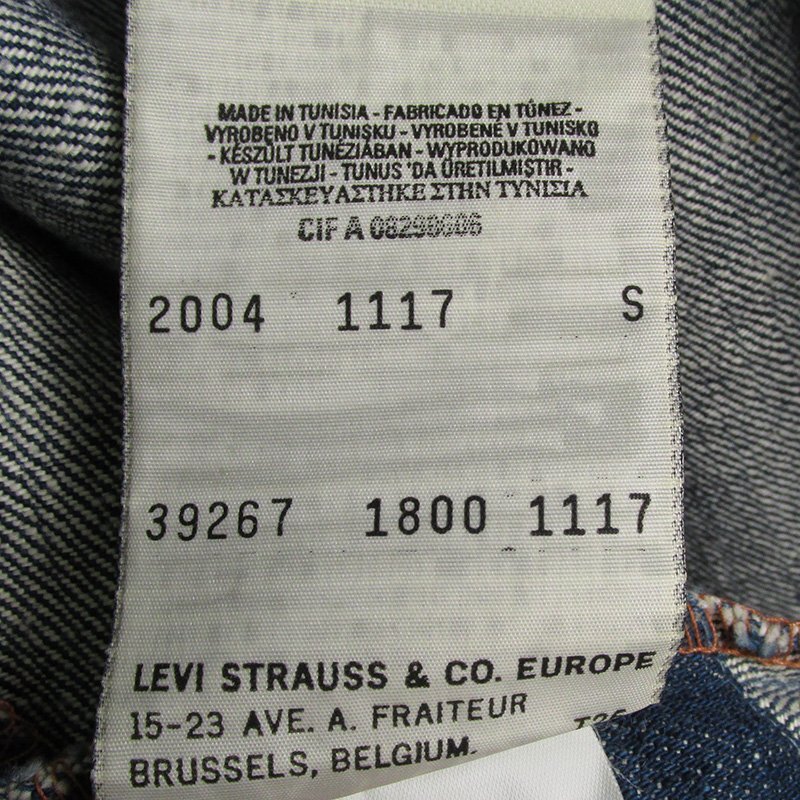 MADE IN TUNISIA - FABRICADO EN TÚNEZ -
VYROBENO V TUNISKU - VYROBENÉ V TUNISKO
- KÉSZÜLT TUNÉZIÁBAN - WYPRODUKOWANO
W TUNEZJI - TUNUS 'DA ÜRETILMISTIR -
ΚΑΤΑΣΚΕΥΑΣΤΗΚΕ ΣΤΗΝ ΤΥΝΙΣΙΑ
CIF A 08290606
2004 1117 S
39267 1800 1117
LEVI STRAUSS & CO. EUROPE
15-23 AVE. A. FRAITEUR
BRUSSELS, BELGIUM.